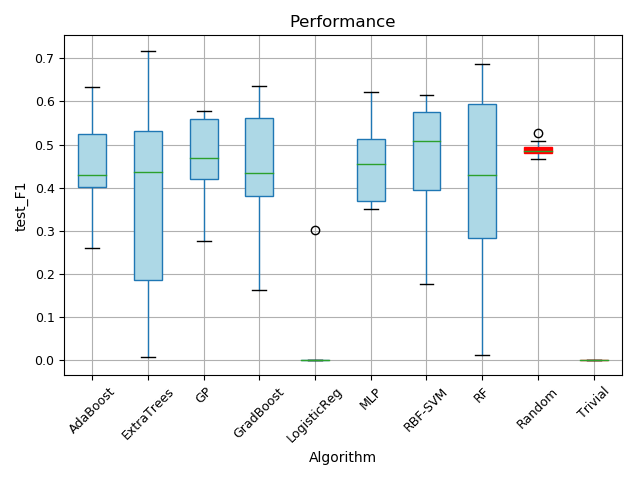 Performance
test_F1
0.7
0.6
0.5
0.4
0.3
0.2
0.1
0.0
AdaBoost
ExtraTrees
GP
GradBoost
LogisticReg
MLP
RBF-SVM
RF
Random
Trivial
Algorithm